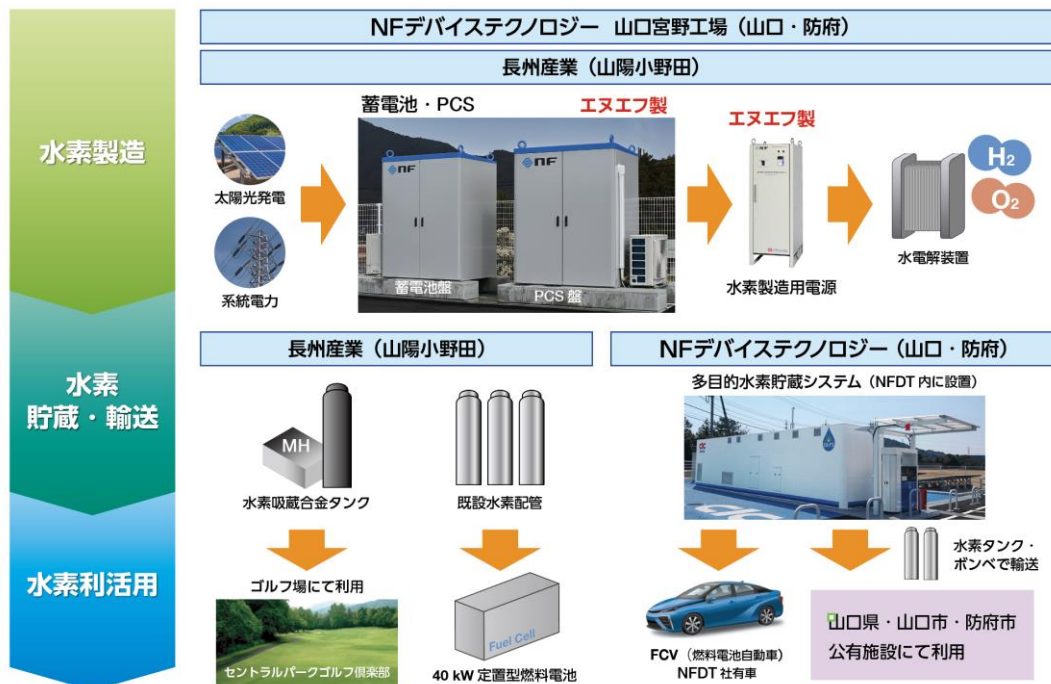 NFデバイステクノロジー 山口宮野工場（山口・防府）
長州産業（山陽小野田）
水素製造
蓄電池・PCS
エヌエフ製
エヌエフ製
太陽光発電
系統電力
NF
NF
蓄電池盤
PCS 盤
NF
水素製造用電源
H2
O2
水電解装置
水素
貯蔵・輸送
長州産業（山陽小野田）
MH
水素吸蔵合金タンク
既設水素配管
NFデバイステクノロジー（山口・防府）
多目的水素貯蔵システム（NFDT 内に設置）
水素利活用
ゴルフ場にて利用
セントラルパークゴルフ倶楽部
Fuel Cell
40 kW 定置型燃料電池
水素タンク・
ボンベで輸送
FCV （燃料電池自動車）
NFDT 社有車
山口県・山口市・防府市
公有施設にて利用